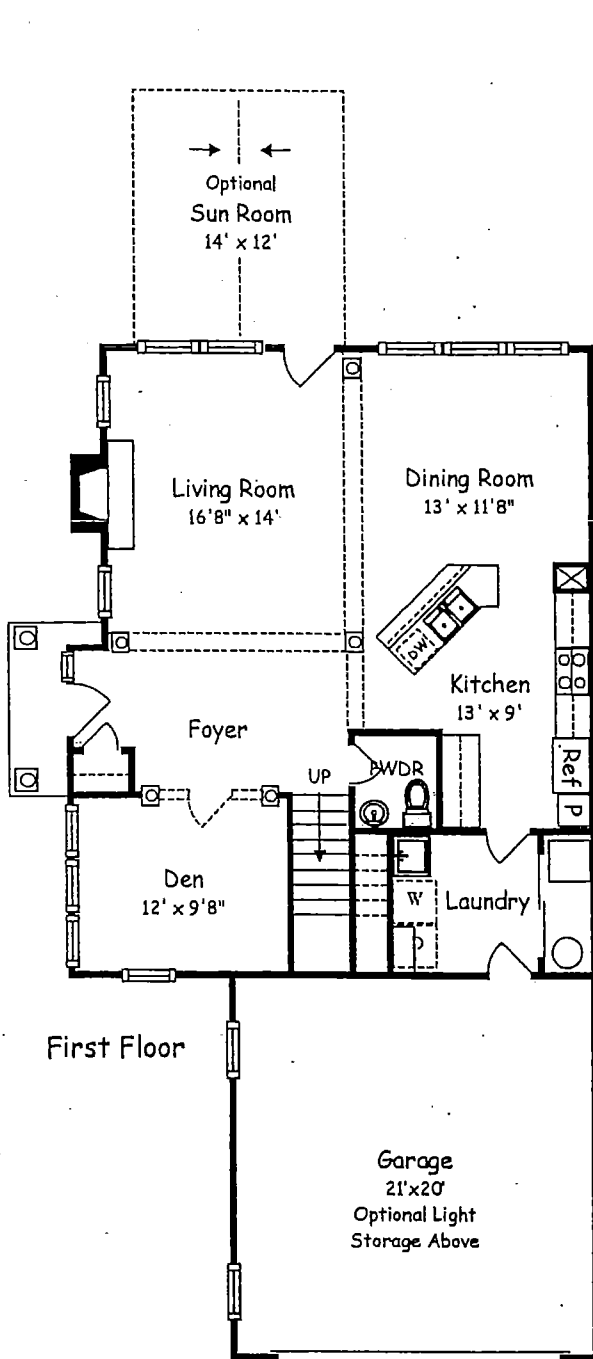 Optional
Sun Room
14' x 12'
Living Room
16'8" x 14'
Dining Room
13' x 11'8"
DW
Kitchen
13' x 9'
Foyer
Ref
P
UP
PWDR
Den
12' x 9'8"
W
Laundry
First Floor
Garage
21'x20'
Optional Light
Storage Above